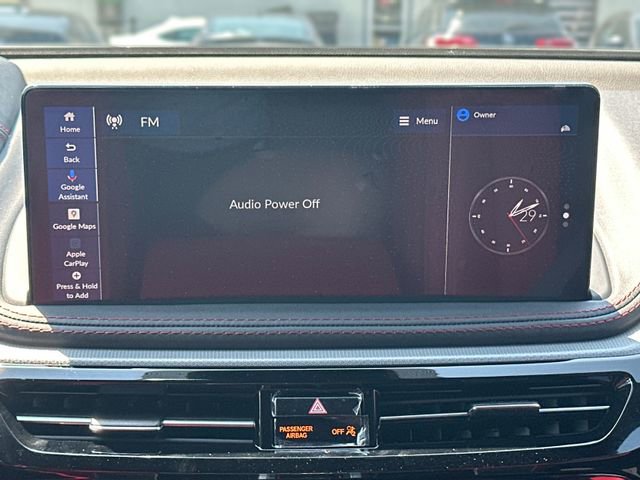 Home
FM
Menu
Owner
Back
Google
Assistant
Audio Power Off
29
Google Maps
Apple
CarPlay
Press & Hold
to Add
PASSENGER
AIRBAG
OFF